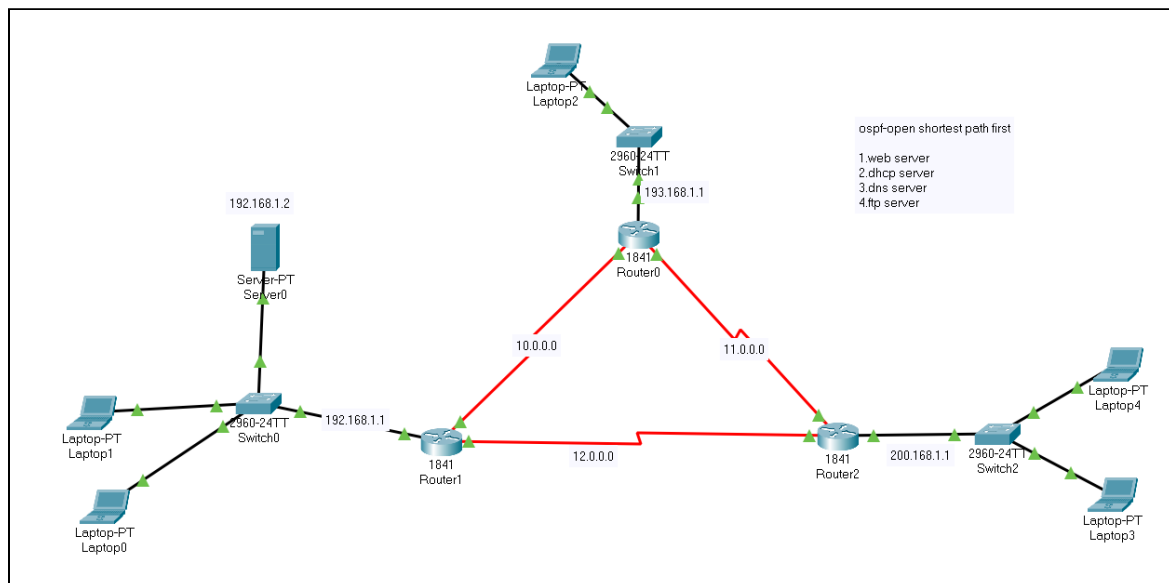 Laptop-PT
Laptop2
2960-24TT
Switch1
193.168.1.1
1841
Router0
ospf-open shortest path first
1.web server
2.dhcp server
3.dns server
4.ftp server
192.168.1.2
Server-PT
Server0
10.0.0.0
11.0.0.0
Laptop-PT
Laptop1
2960-24TT
Switch0
192.168.1.1
1841
Router1
12.0.0.0
1841
Router2
200.168.1.1
2960-24TT
Switch2
Laptop-PT
Laptop4
Laptop-PT
Laptop0
Laptop-PT
Laptop3